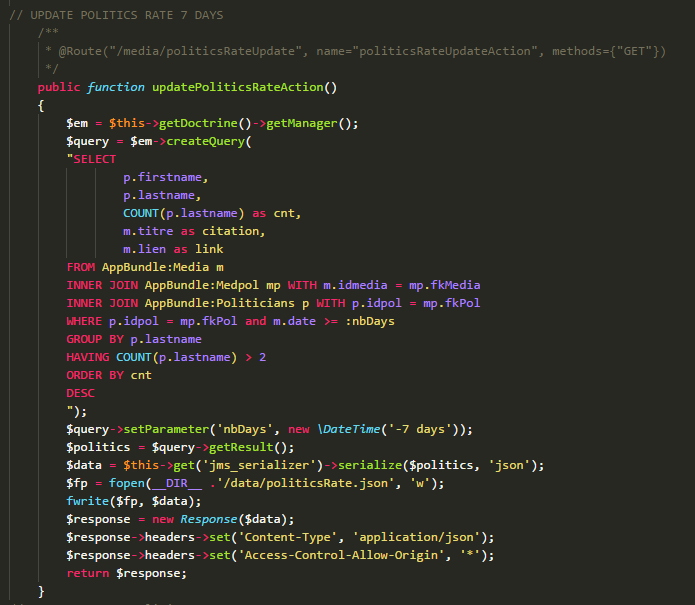 // UPDATE POLITICS RATE 7 DAYS
/**
* @Route("/media/politicsRateUpdate", name="politicsRateUpdateAction", methods={"GET"})
*/
public function updatePoliticsRateAction()
{
$em = $this->getDoctrine()->getManager();
$query = $em->createQuery(
"SELECT
p.firstname,
p.lastname,
COUNT(p.lastname) as cnt,
m.titre as citation,
m.lien as link
FROM AppBundle:Media m
INNER JOIN AppBundle:Medpol mp WITH m.idmedia = mp.fkMedia
INNER JOIN AppBundle:Politicians p WITH p.idpol = mp.fkPol
WHERE p.idpol = mp.fkPol and m.date >= :nbDays
GROUP BY p.lastname
HAVING COUNT(p.lastname) > 2
ORDER BY cnt
DESC
");
$query->setParameter('nbDays', new \DateTime('-7 days'));
$politics = $query->getResult();
$data = $this->get('jms_serializer')->serialize($politics, 'json');
$fp = fopen(__DIR__ .'/data/politicsRate.json', 'w');
fwrite($fp, $data);
$response = new Response($data);
$response->headers->set('Content-Type', 'application/json');
$response->headers->set('Access-Control-Allow-Origin', '*');
return $response;
}